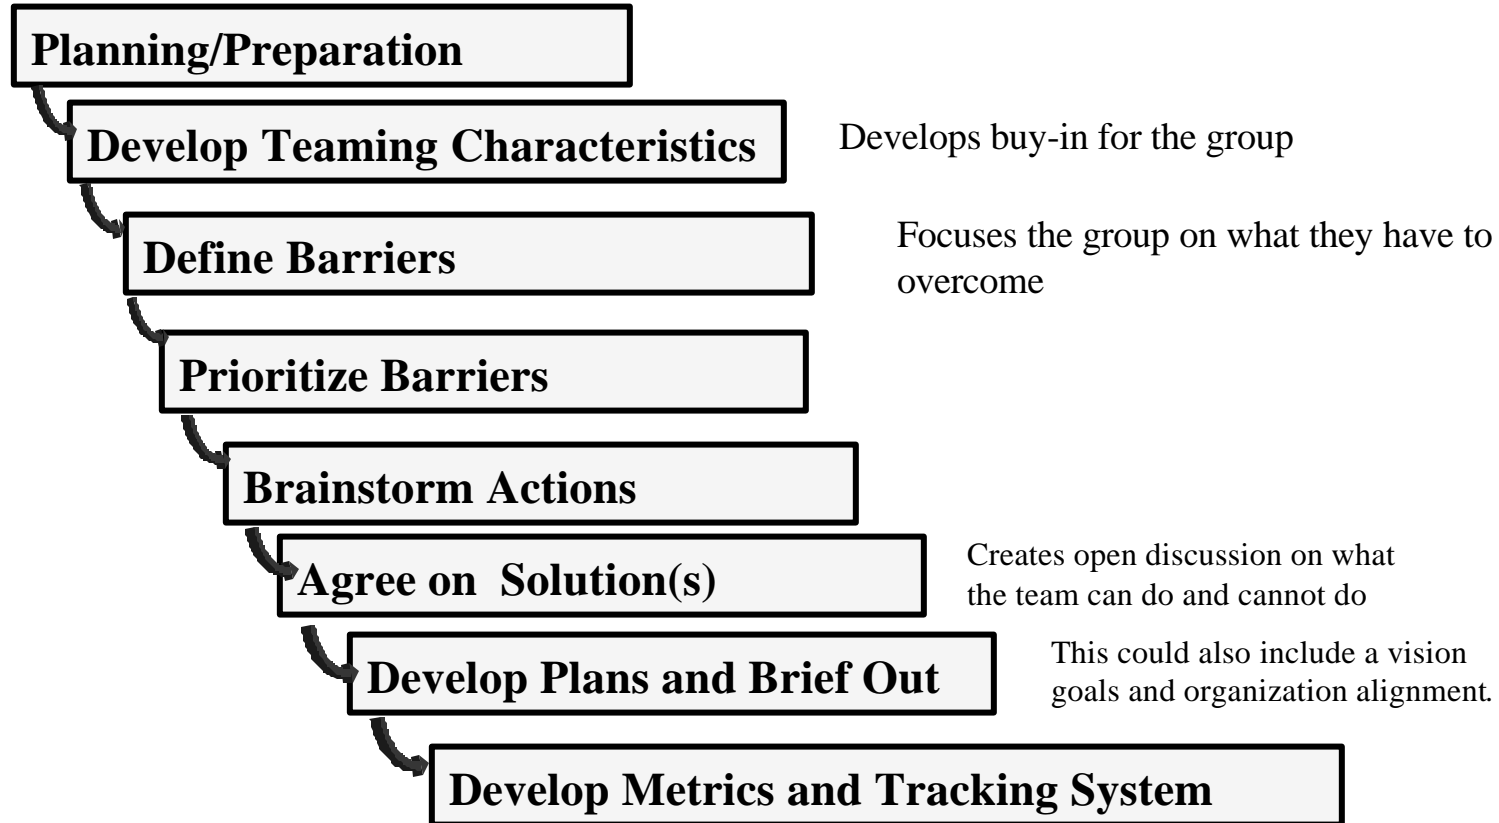 Planning/Preparation
Develop Teaming Characteristics
Develops buy-in for the group
Define Barriers
Focuses the group on what they have to
overcome
Prioritize Barriers
Brainstorm Actions
Agree on  Solution(s)
Creates open discussion on what
the team can do and cannot do
Develop Plans and Brief Out
This could also include a vision
goals and organization alignment.
Develop Metrics and Tracking System